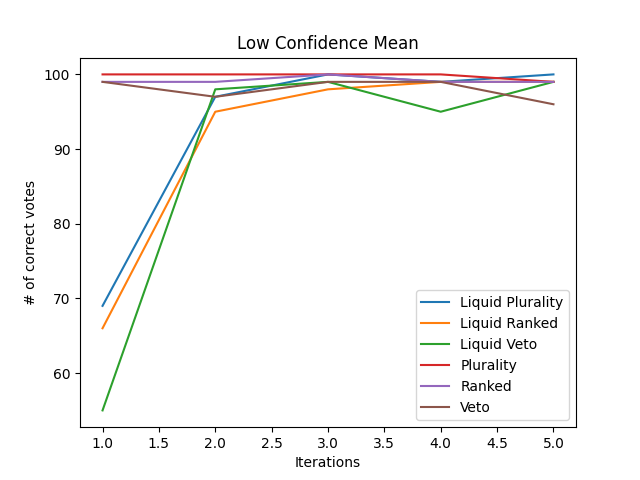 Low Confidence Mean
# of correct votes
100
90
80
70
60
1.0 1.5 2.0 2.5 3.0 3.5 4.0 4.5 5.0
Iterations
Liquid Plurality
Liquid Ranked
Liquid Veto
Plurality
Ranked
Veto